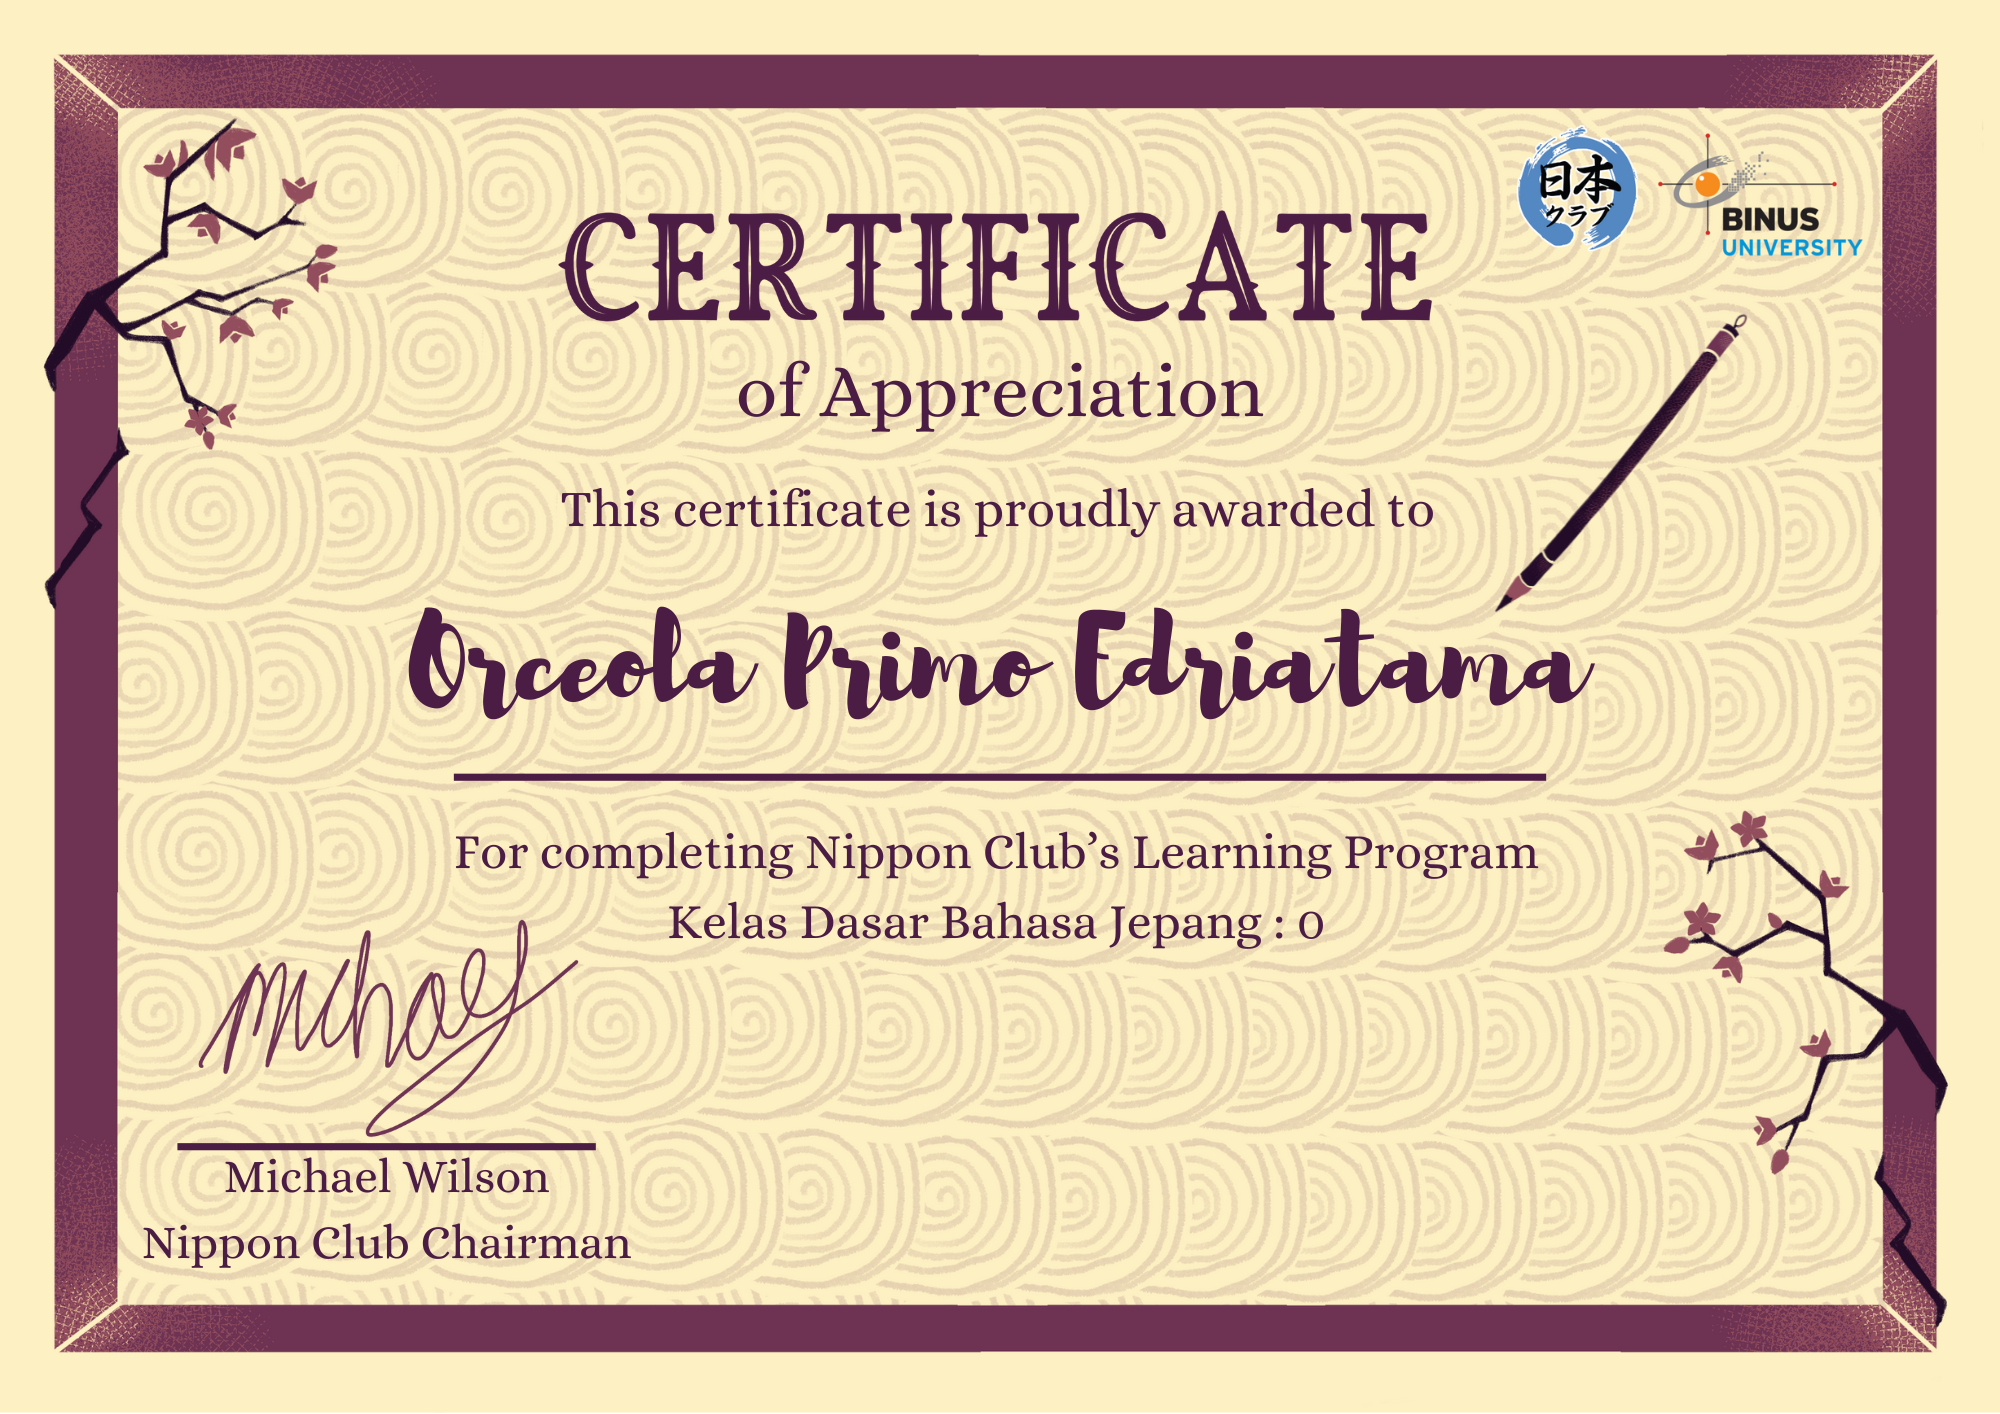 日本
クラブ
BINUS
UNIVERSITY
CERTIFICATE
of Appreciation
This certificate is proudly awarded to
Orceola Primo Edriatama
For completing Nippon Club’s Learning Program
Kelas Dasar Bahasa Jepang : 0
Michael Wilson
Nippon Club Chairman